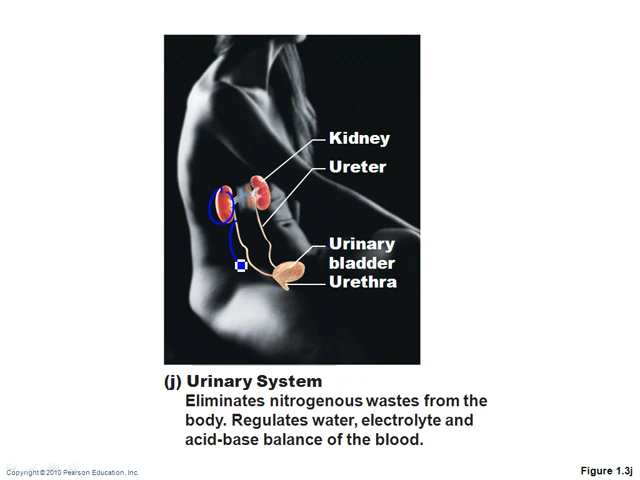 Kidney
Ureter
Urinary
bladder
Urethra
(j) Urinary System
Eliminates nitrogenous wastes from the
body. Regulates water, electrolyte and
acid-base balance of the blood.
Copyright © 2010 Pearson Education, Inc.
Figure 1.3j